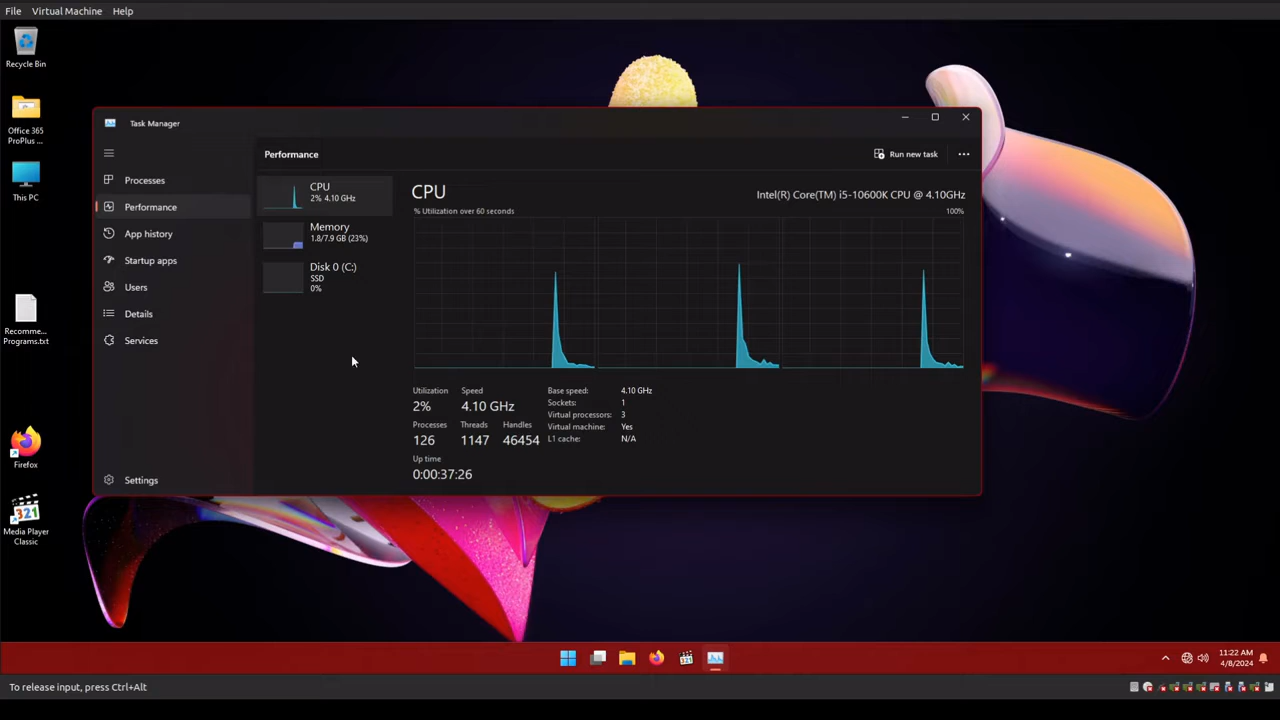 File Virtual Machine Help
Recycle Bin
Office 365
ProPlus ...
This PC
Recomme...
Programs.txt
Firefox
Media Player
Classic
Task Manager
Processes
Performance
App history
Startup apps
Users
Details
Services
Settings
Performance
Run new task
CPU
2% 4.10 GHz
Memory
1.8/7.9 GB (23%)
Disk 0 (C:)
SSD
0%
CPU
Intel(R) Core(TM) i5-10600K CPU @ 4.10GHz
% Utilization over 60 seconds
100%
Utilization Speed
2% 4.10 GHz
Processes Threads Handles
126 1147 46454
Up time
0:00:37:26
Base speed: 4.10 GHz
Sockets: 1
Virtual processors: 3
Virtual machine: Yes
L1 cache: N/A
321
321
11:22 AM
4/8/2024
To release input, press Ctrl+Alt